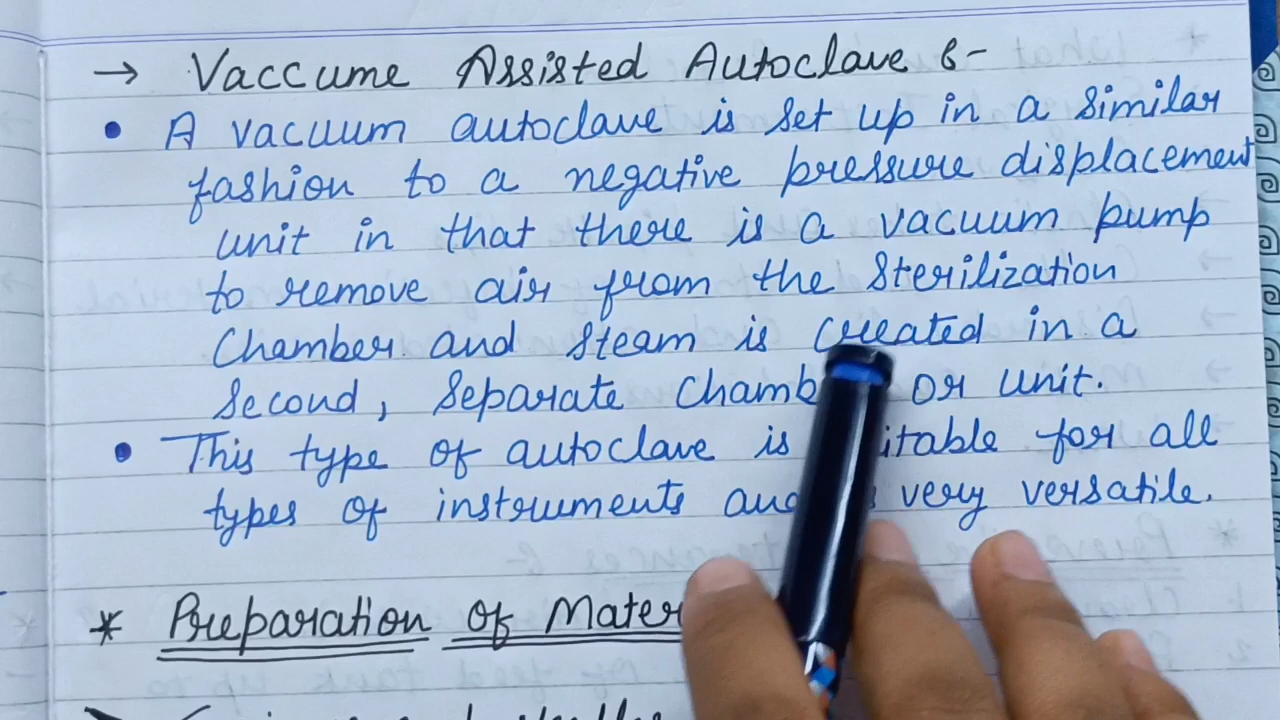 → Vaccume Assisted Autoclave :-
• A vacuum autoclave is set up in a similar
fashion to a negative pressure displacement
unit in that there is a vacuum pump
to remove air from the sterilization
Chamber and steam is created in a
second, separate chamb or unit.
• This type of autoclave is itable for all
types of instruments and very versatile.
* Preparation of Mater